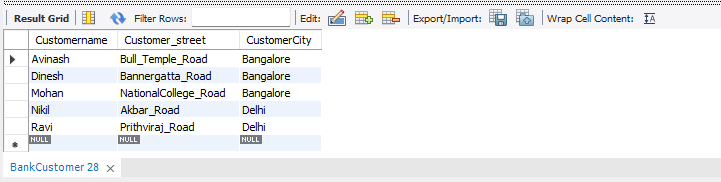 Result Grid Filter Rows: Edit: Export/Import: Wrap Cell Content: IA
Customername Customer_street CustomerCity
Avinash Bull_Temple_Road Bangalore
Dinesh Bannergatta_Road Bangalore
Mohan NationalCollege_Road Bangalore
Nikil Akbar_Road Delhi
Ravi Prithviraj_Road Delhi
NULL NULL NULL
BankCustomer 28